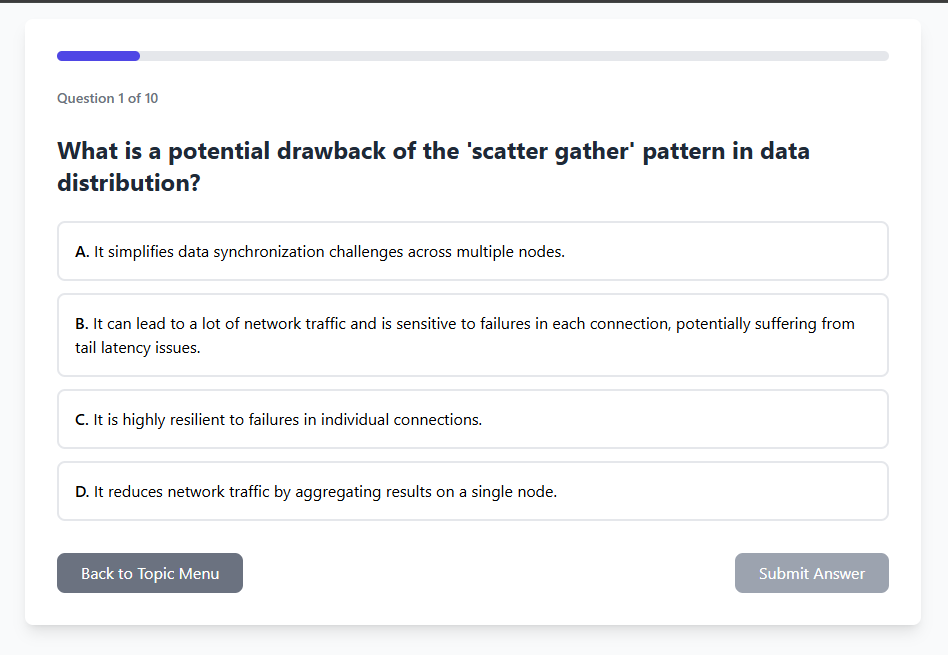 Question 1 of 10
What is a potential drawback of the 'scatter gather' pattern in data
distribution?
A. It simplifies data synchronization challenges across multiple nodes.
B. It can lead to a lot of network traffic and is sensitive to failures in each connection, potentially suffering from
tail latency issues.
C. It is highly resilient to failures in individual connections.
D. It reduces network traffic by aggregating results on a single node.
Back to Topic Menu
Submit Answer